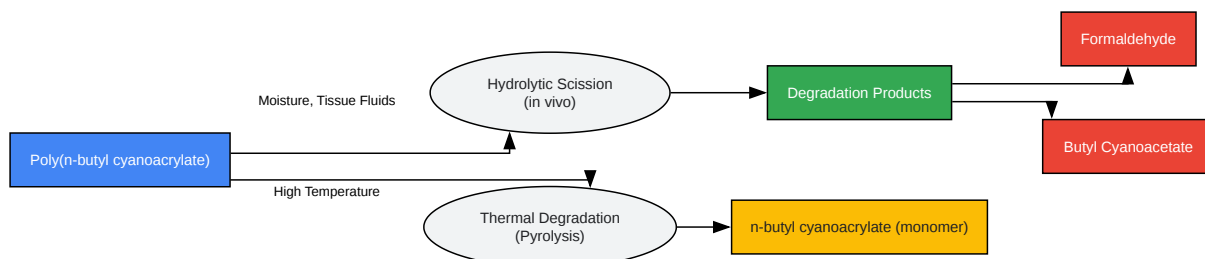 Formaldehyde
Hydrolytic Scission
(in vivo)
Degradation Products
Moisture, Tissue Fluids
Butyl Cyanoacetate
Poly(n-butyl cyanoacrylate)
High Temperature
Thermal Degradation
(Pyrolysis)
n-butyl cyanoacrylate (monomer)